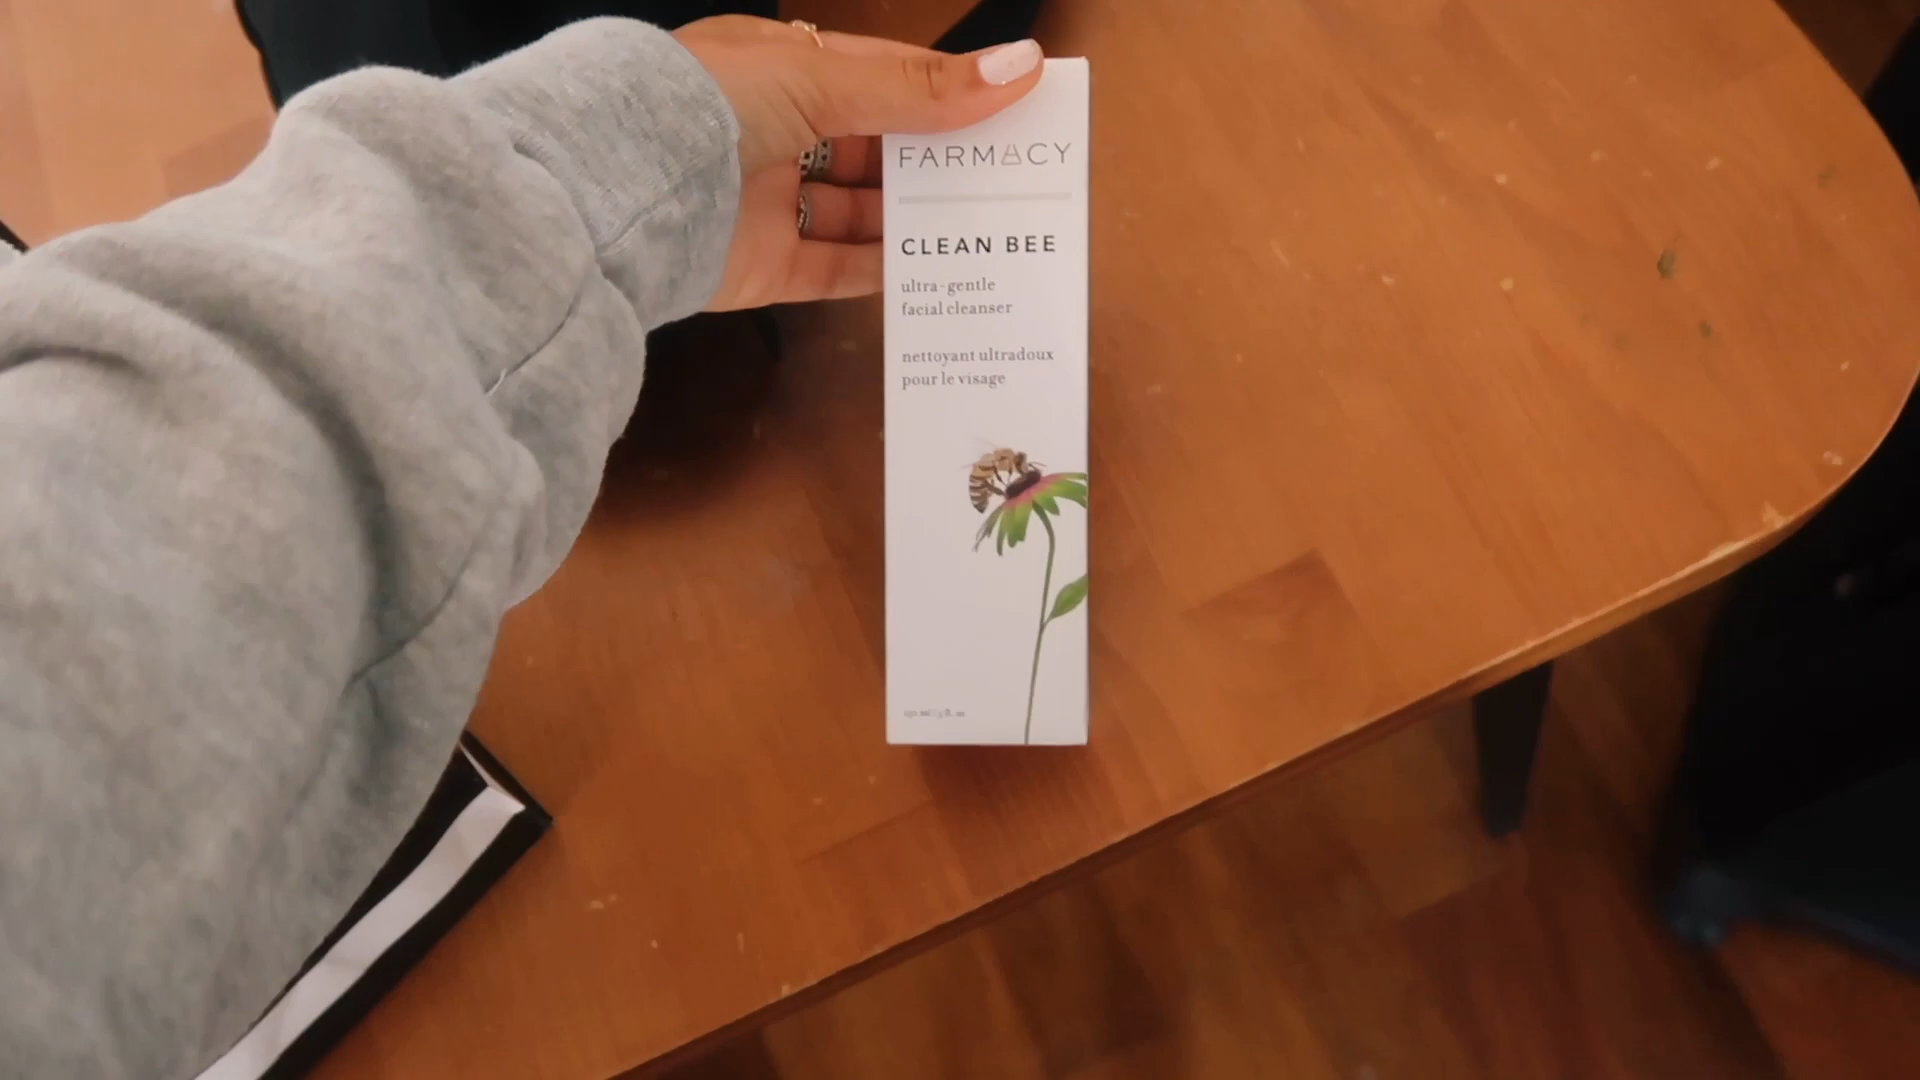 FARMACY
CLEAN BEE
ultra-gentle
facial cleanser
nettoyant ultradoux
pour le visage